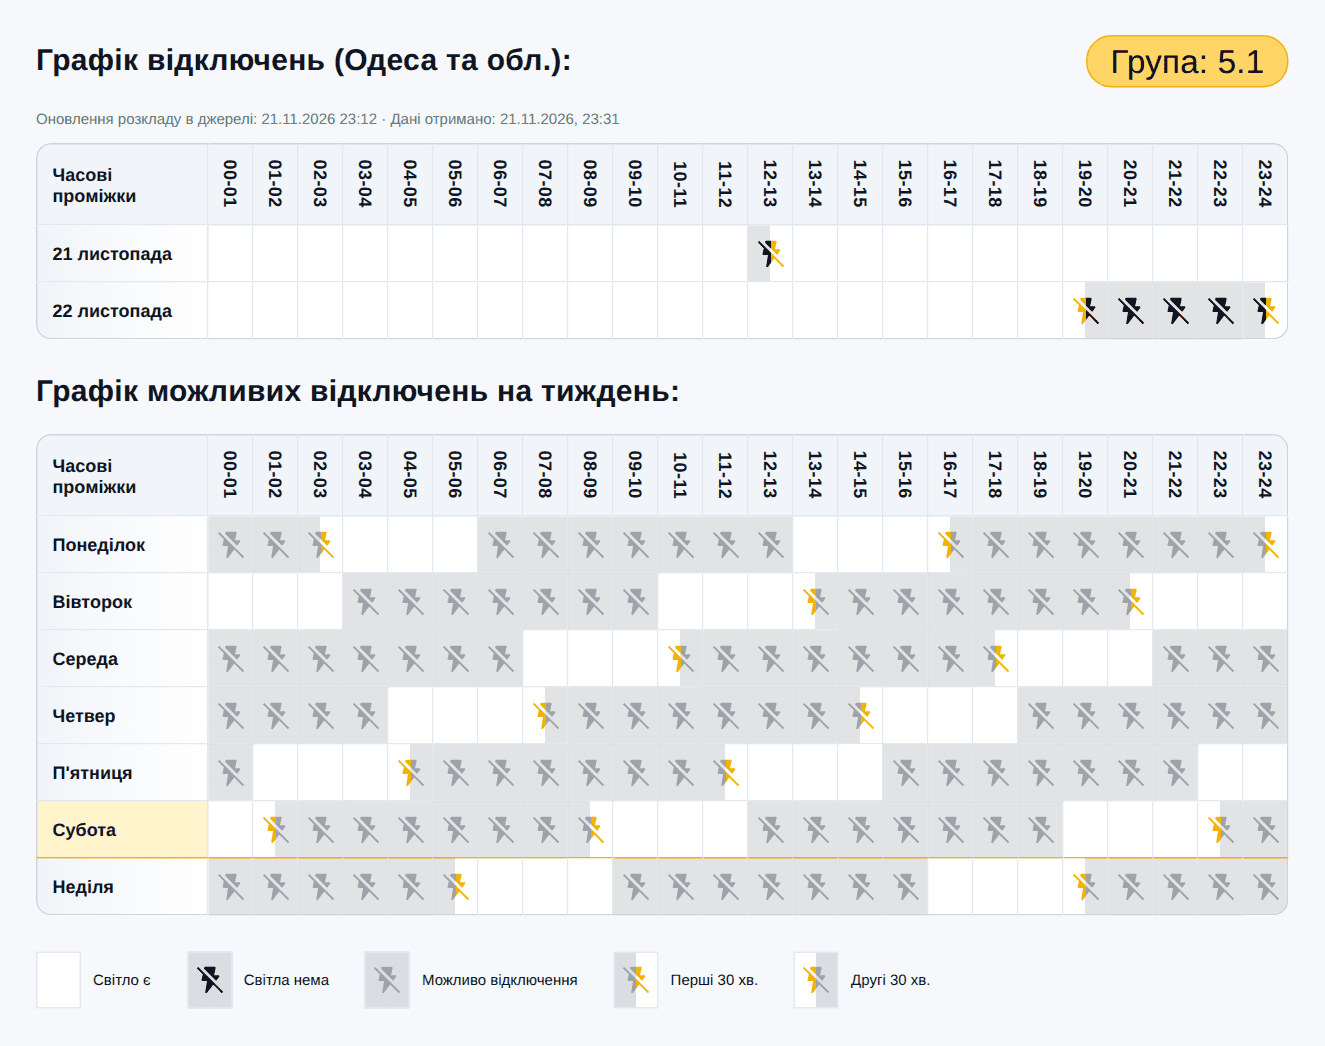 Графік відключень (Одеса та обл.):
Група: 5.1
Оновлення розкладу в джерелі: 21.11.2026 23:12 · Дані отримано: 21.11.2026, 23:31
Часові проміжки 00-01 01-02 02-03 03-04 04-05 05-06 06-07 07-08 08-09 09-10 10-11 11-12 12-13 13-14 14-15 15-16 16-17 17-18 18-19 19-20 20-21 21-22 22-23 23-24
21 листопада
22 листопада
Графік можливих відключень на тиждень:
Часові проміжки 00-01 01-02 02-03 03-04 04-05 05-06 06-07 07-08 08-09 09-10 10-11 11-12 12-13 13-14 14-15 15-16 16-17 17-18 18-19 19-20 20-21 21-22 22-23 23-24
Понеділок
Вівторок
Середа
Четвер
П'ятниця
Субота
Неділя
Світло є Світла нема Можливо відключення Перші 30 хв. Другі 30 хв.